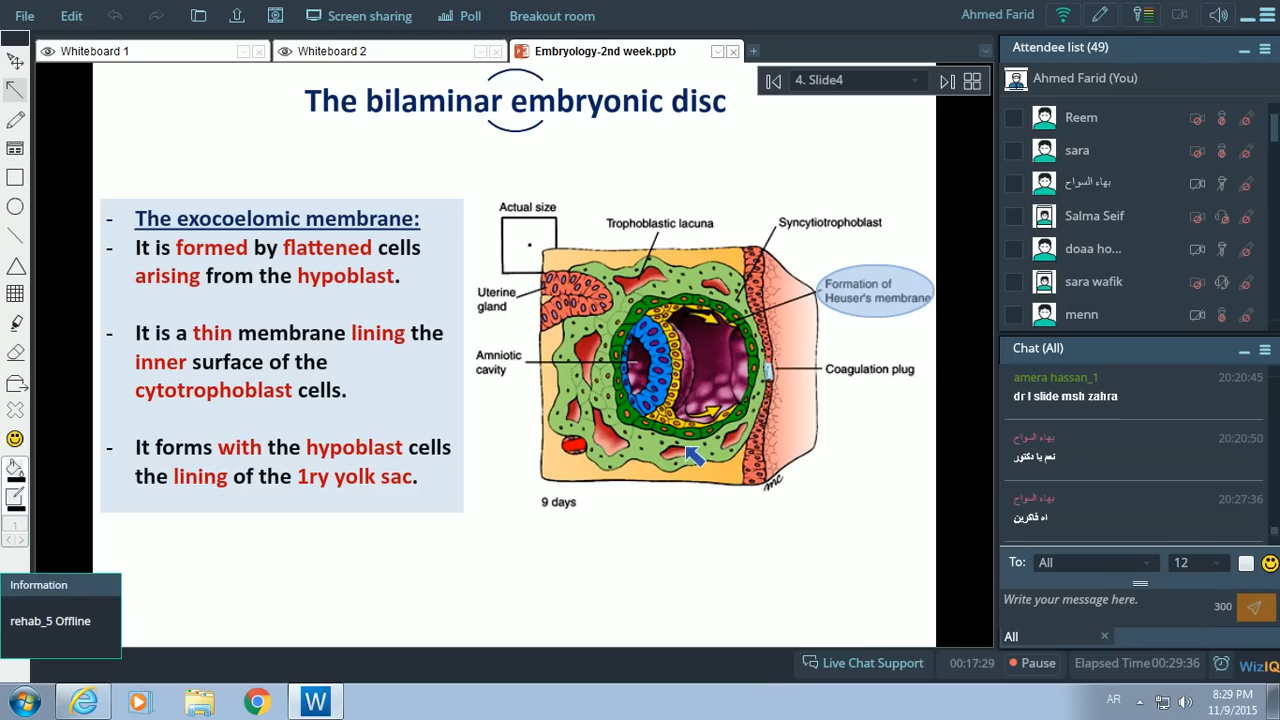 File
Edit
Screen sharing
Poll
Breakout room
Ahmed Farid
Whiteboard 1
Whiteboard 2
Embryology-2nd week.ppt
4. Slide4
The bilaminar embryonic disc
- The exocoelomic membrane:
- It is formed by flattened cells
arising from the hypoblast.
- It is a thin membrane lining the
inner surface of the
cytotrophoblast cells.
- It forms with the hypoblast cells
the lining of the 1ry yolk sac.
Actual size
Trophoblastic lacuna
Syncytiotrophoblast
Uterine
gland
Formation of
Heuser's membrane
Amniotic
cavity
Coagulation plug
mc
9 days
Attendee list (49)
Ahmed Farid (You)
Reem
sara
بهاء السواح
Salma Seif
doaa ho...
sara wafik
menn
Chat (All)
amera hassan_1
20:20:45
dr l slide msh zahra
بهاء السواح
20:20:50
نعم يا دكتور
بهاء السواح
20:27:36
اه فاكرين
To:
All
12
Write your message here.
300
All
1
Information
rehab_5 Offline
Live Chat Support
00:17:29
Pause
Elapsed Time 00:29:36
WizIQ
W
AR
8:29 PM
11/9/2015